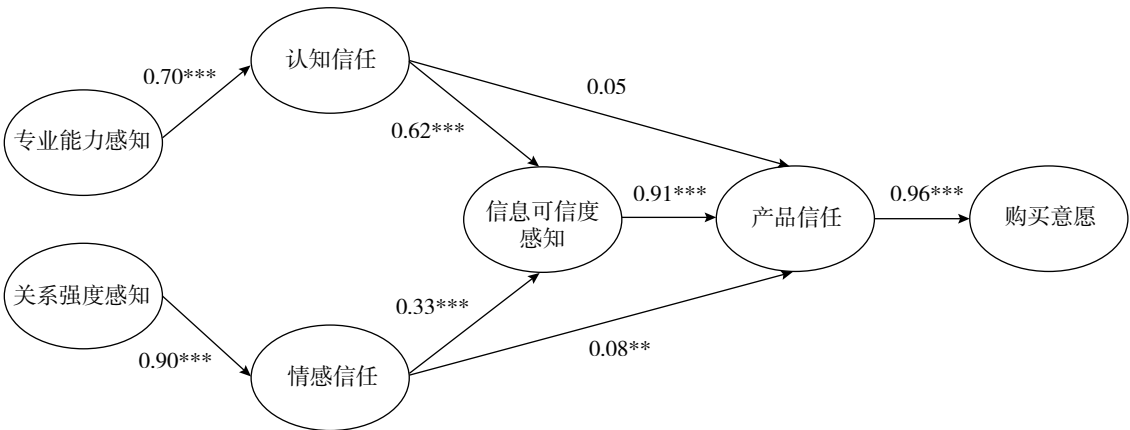 认知信任
0.70***
0.05
专业能力感知
0.62***
信息可信度
感知
0.91***
产品信任
0.96***
购买意愿
关系强度感知
0.33***
0.90***
情感信任
0.08**